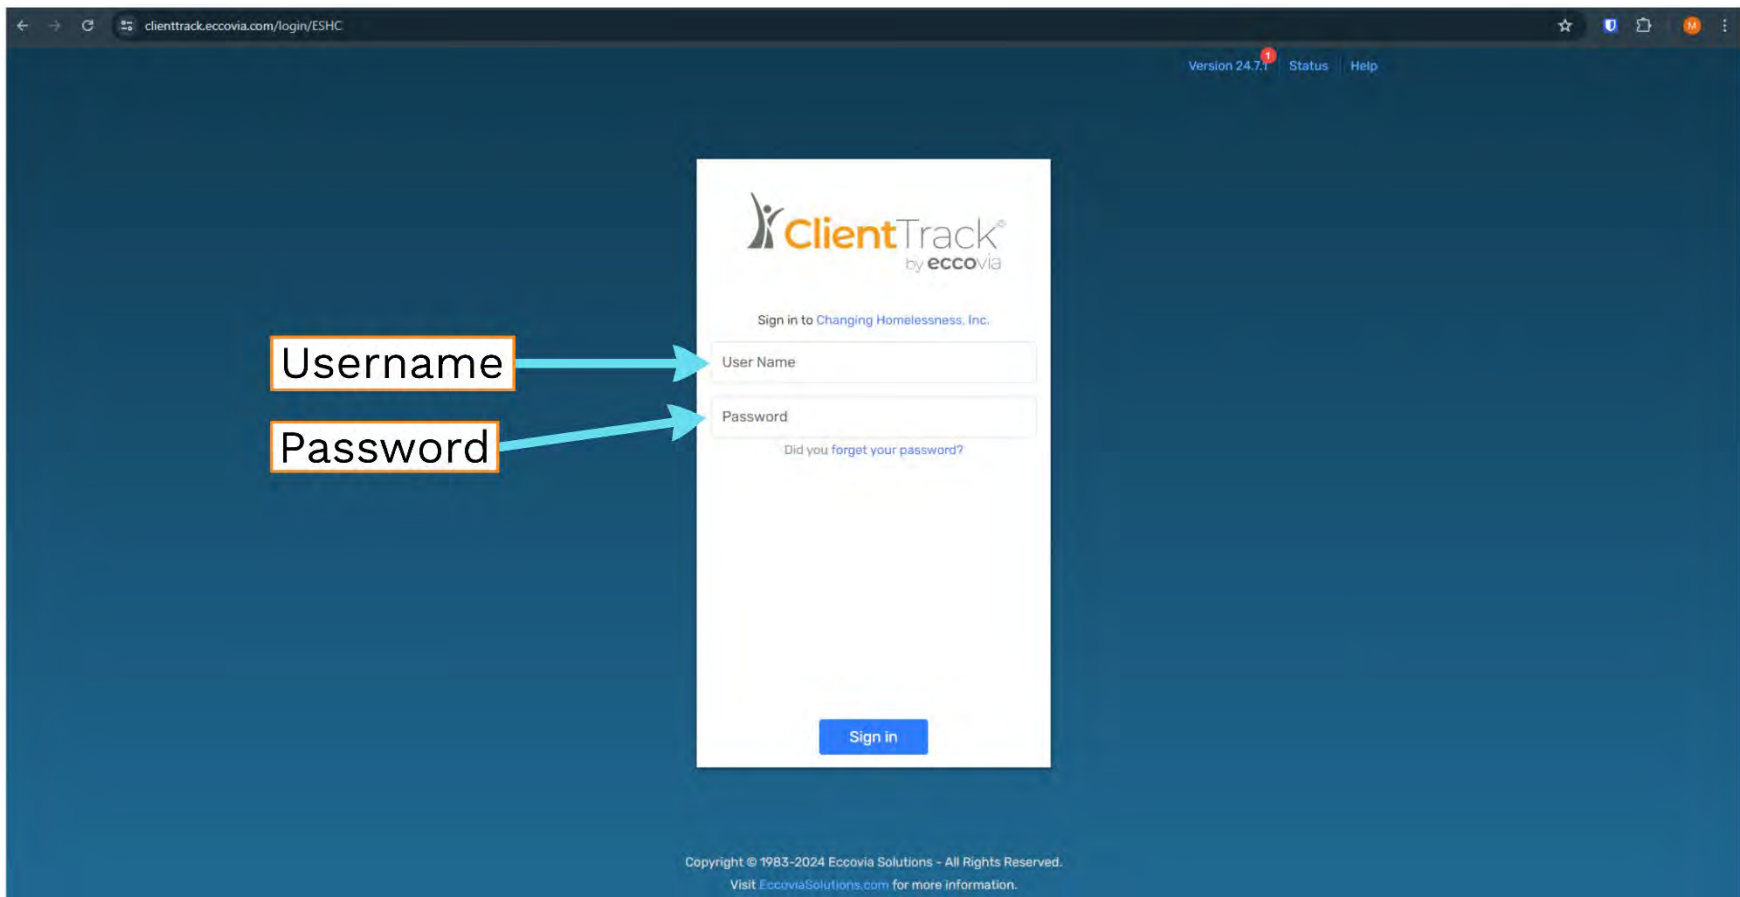 clienttrack.eccovia.com/login/ESHC
M
1
Version 24.7.1 Status Help
ClientTrack®
by eccovia
Sign in to Changing Homelessness, Inc.
Username
User Name
Password
Password
Did you forget your password?
Sign in
Copyright © 1983-2024 Eccovia Solutions - All Rights Reserved.
Visit EccoviaSolutions.com for more information.